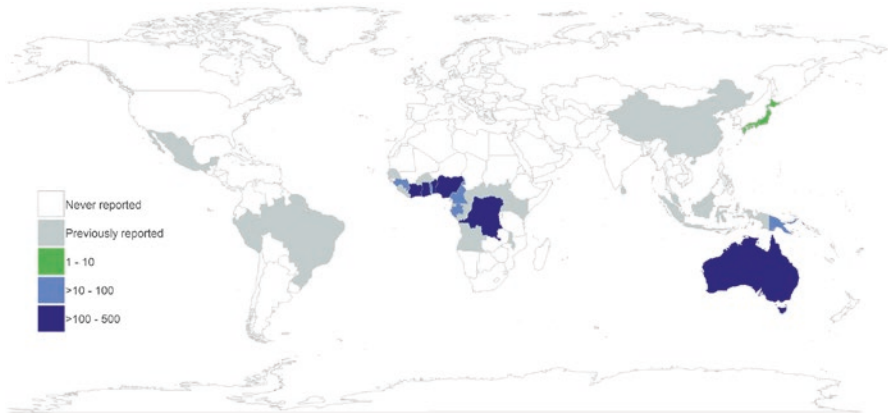 Never reported
Previously reported
1 - 10
>10 - 100
>100 - 500